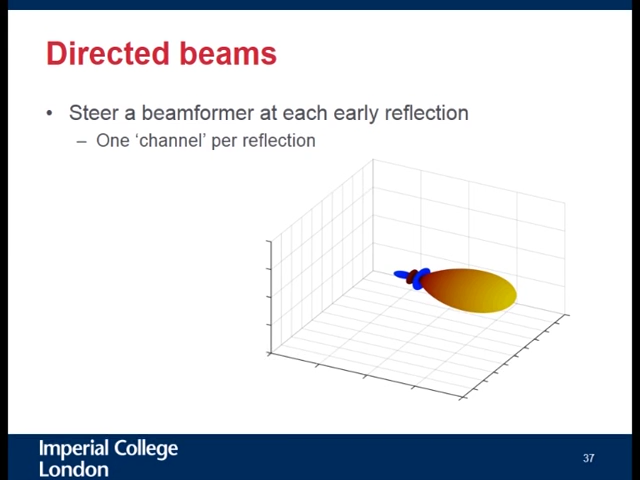 Directed beams
• Steer a beamformer at each early reflection
– One ‘channel’ per reflection
Imperial College
London
37